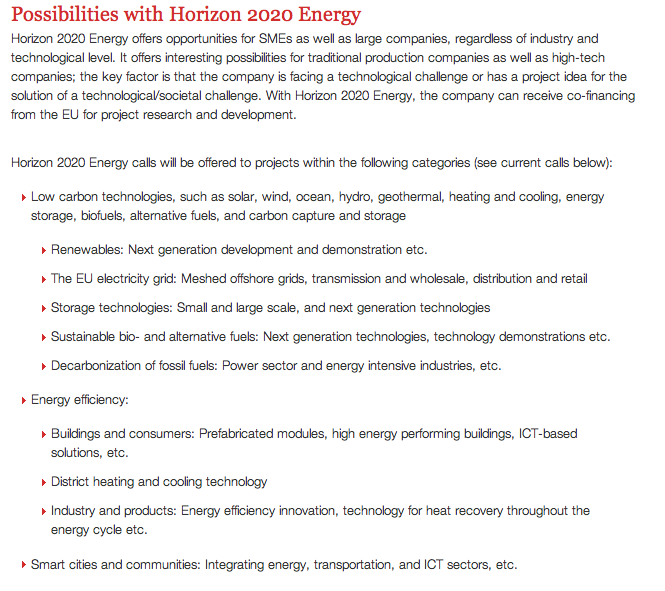 Possibilities with Horizon 2020 Energy
Horizon 2020 Energy offers opportunities for SMEs as well as large companies, regardless of industry and
technological level. It offers interesting possibilities for traditional production companies as well as high-tech
companies; the key factor is that the company is facing a technological challenge or has a project idea for the
solution of a technological/societal challenge. With Horizon 2020 Energy, the company can receive co-financing
from the EU for project research and development.
Horizon 2020 Energy calls will be offered to projects within the following categories (see current calls below):
Low carbon technologies, such as solar, wind, ocean, hydro, geothermal, heating and cooling, energy
storage, biofuels, alternative fuels, and carbon capture and storage
Renewables: Next generation development and demonstration etc.
The EU electricity grid: Meshed offshore grids, transmission and wholesale, distribution and retail
Storage technologies: Small and large scale, and next generation technologies
Sustainable bio- and alternative fuels: Next generation technologies, technology demonstrations etc.
Decarbonization of fossil fuels: Power sector and energy intensive industries, etc.
Energy efficiency:
Buildings and consumers: Prefabricated modules, high energy performing buildings, ICT-based
solutions, etc.
District heating and cooling technology
Industry and products: Energy efficiency innovation, technology for heat recovery throughout the
energy cycle etc.
Smart cities and communities: Integrating energy, transportation, and ICT sectors, etc.